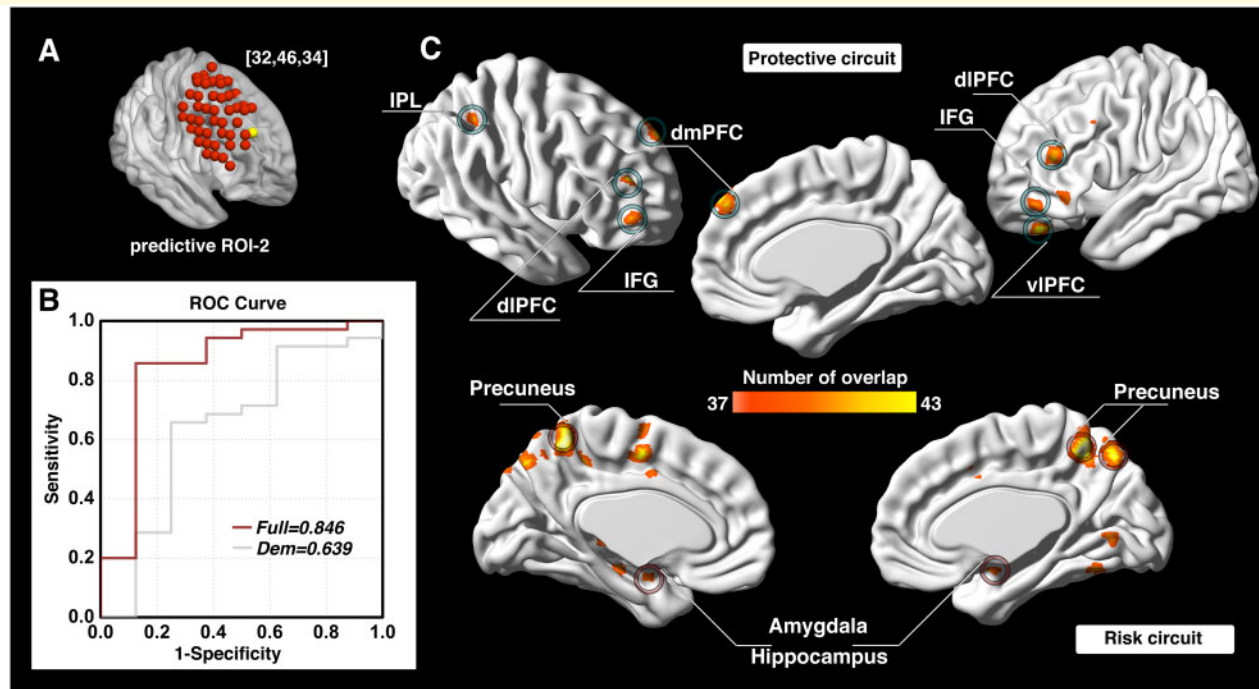 A
[32,46,34]
predictive ROI-2
B
ROC Curve
1.0
0.8
0.6
0.4
0.2
0.0
Sensitivity
0.0 0.2 0.4 0.6 0.8 1.0
1-Specificity
Full=0.846
Dem=0.639
C
Protective circuit
IPL
dmPFC
dlPFC
IFG
dlPFC
IFG
vlPFC
Number of overlap
37 43
Precuneus
Precuneus
Amygdala
Hippocampus
Risk circuit